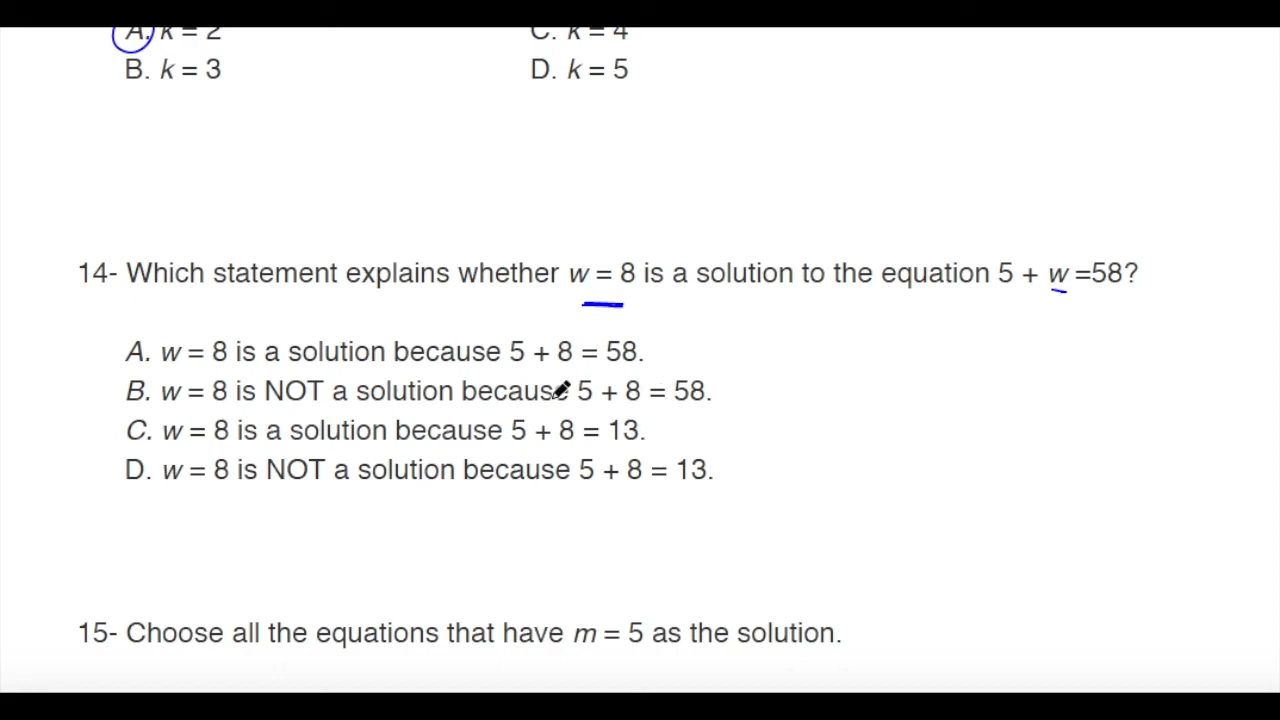 A. k = 2
C. k = 4
B. k = 3
D. k = 5
14- Which statement explains whether w = 8 is a solution to the equation 5 + w =58?
A. w = 8 is a solution because 5 + 8 = 58.
B. w = 8 is NOT a solution because 5 + 8 = 58.
C. w = 8 is a solution because 5 + 8 = 13.
D. w = 8 is NOT a solution because 5 + 8 = 13.
15- Choose all the equations that have m = 5 as the solution.